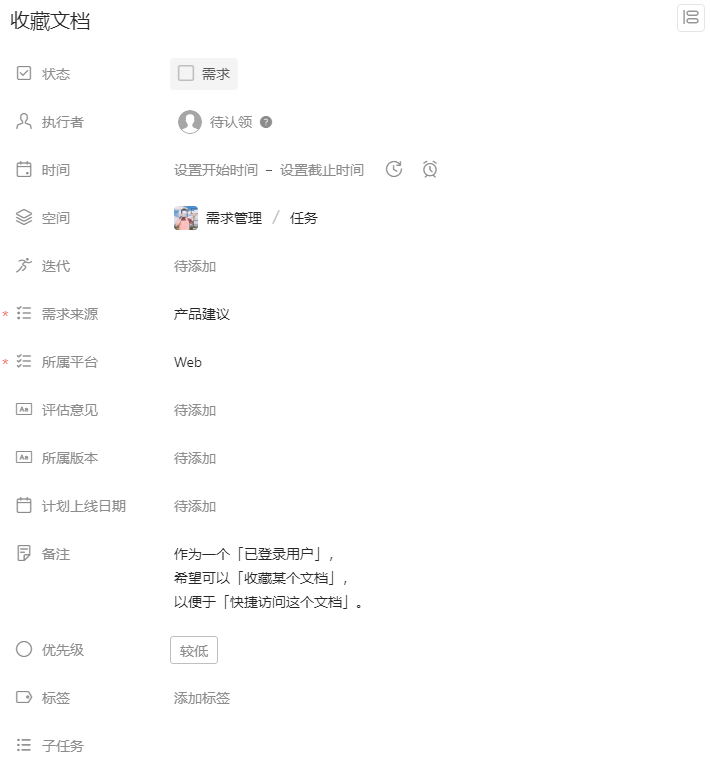 收藏文档
状态 需求
执行者 待认领 ?
时间 设置开始时间 - 设置截止时间
空间 需求管理 / 任务
迭代 待添加
* 需求来源 产品建议
* 所属平台 Web
Aa 评估意见 待添加
Aa 所属版本 待添加
计划上线日期 待添加
备注 作为一个「已登录用户」,
希望可以「收藏某个文档」,
以便于「快捷访问这个文档」。
优先级 较低
标签 添加标签
子任务